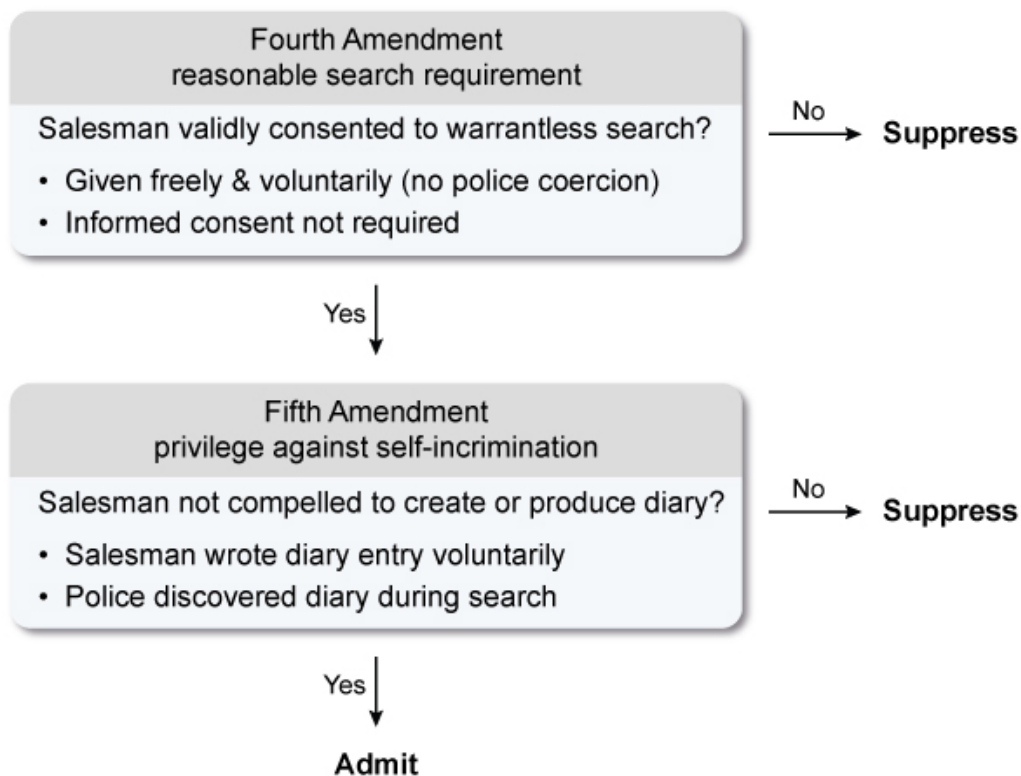 Fourth Amendment
reasonable search requirement
Salesman validly consented to warrantless search?
• Given freely & voluntarily (no police coercion)
• Informed consent not required
No
Suppress
Yes
Fifth Amendment
privilege against self-incrimination
Salesman not compelled to create or produce diary?
• Salesman wrote diary entry voluntarily
• Police discovered diary during search
No
Suppress
Yes
Admit